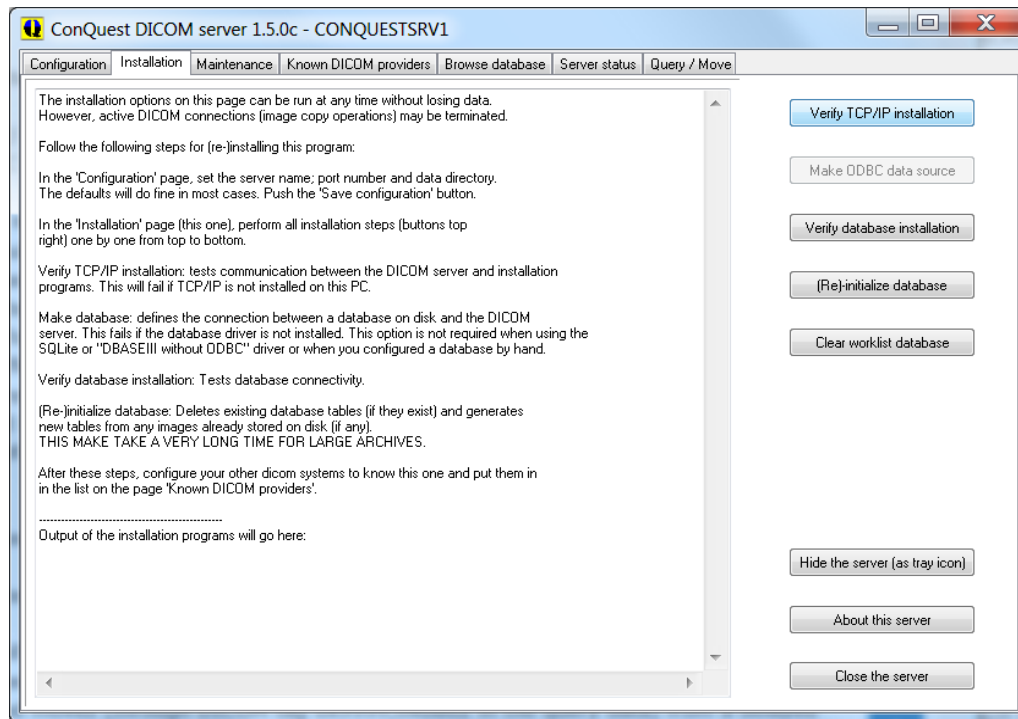 ConQuest DICOM server 1.5.0c - CONQUESTSRV1
Configuration Installation Maintenance Known DICOM providers Browse database Server status Query / Move
The installation options on this page can be run at any time without losing data.
However, active DICOM connections (image copy operations) may be terminated.
Follow the following steps for (re-)installing this program:
In the 'Configuration' page, set the server name; port number and data directory.
The defaults will do fine in most cases. Push the 'Save configuration' button.
In the 'Installation' page (this one), perform all installation steps (buttons top
right) one by one from top to bottom.
Verify TCP/IP installation: tests communication between the DICOM server and installation
programs. This will fail if TCP/IP is not installed on this PC.
Make database: defines the connection between a database on disk and the DICOM
server. This fails if the database driver is not installed. This option is not required when using the
SQLite or "DBASEIII without ODBC" driver or when you configured a database by hand.
Verify database installation: Tests database connectivity.
(Re-)initialize database: Deletes existing database tables (if they exist) and generates
new tables from any images already stored on disk (if any).
THIS MAKE TAKE A VERY LONG TIME FOR LARGE ARCHIVES.
After these steps, configure your other dicom systems to know this one and put them in
in the list on the page 'Known DICOM providers'.
--------------------------------------------------
Output of the installation programs will go here:
Verify TCP/IP installation
Make ODBC data source
Verify database installation
(Re)-initialize database
Clear worklist database
Hide the server (as tray icon)
About this server
Close the server